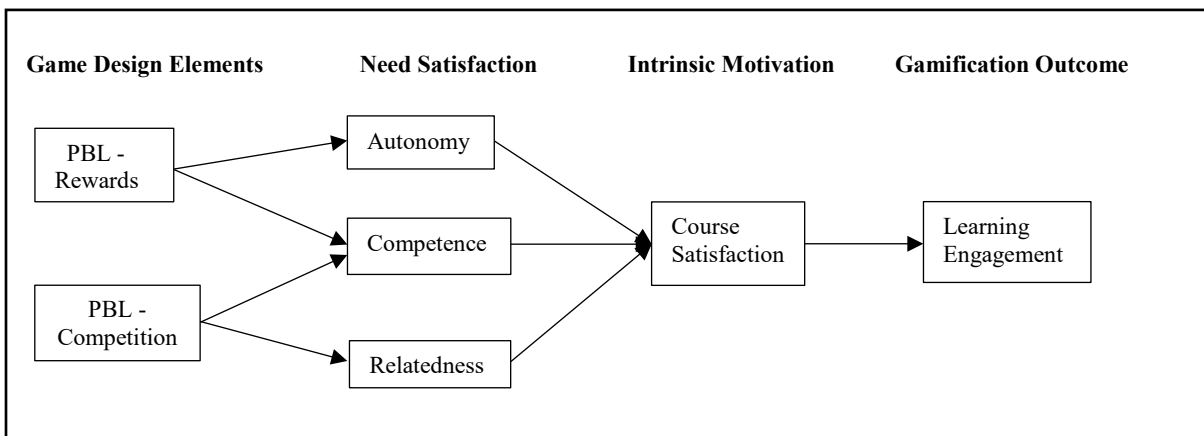 Game Design Elements
Need Satisfaction
Intrinsic Motivation
Gamification Outcome
PBL -
Rewards
PBL -
Competition
Autonomy
Competence
Relatedness
Course
Satisfaction
Learning
Engagement